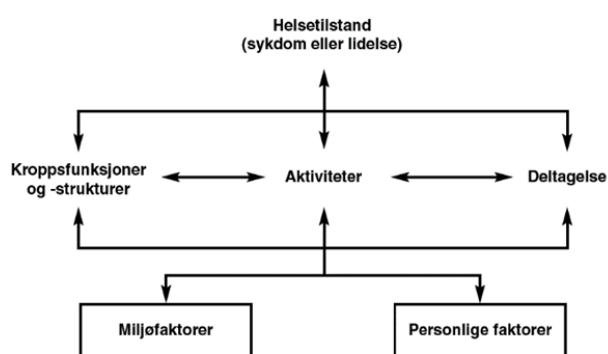 Helsetilstand
(sykdom eller lidelse)
Kroppsfunksjoner
og -strukturer
Aktiviteter
Deltagelse
Miljøfaktorer
Personlige faktorer